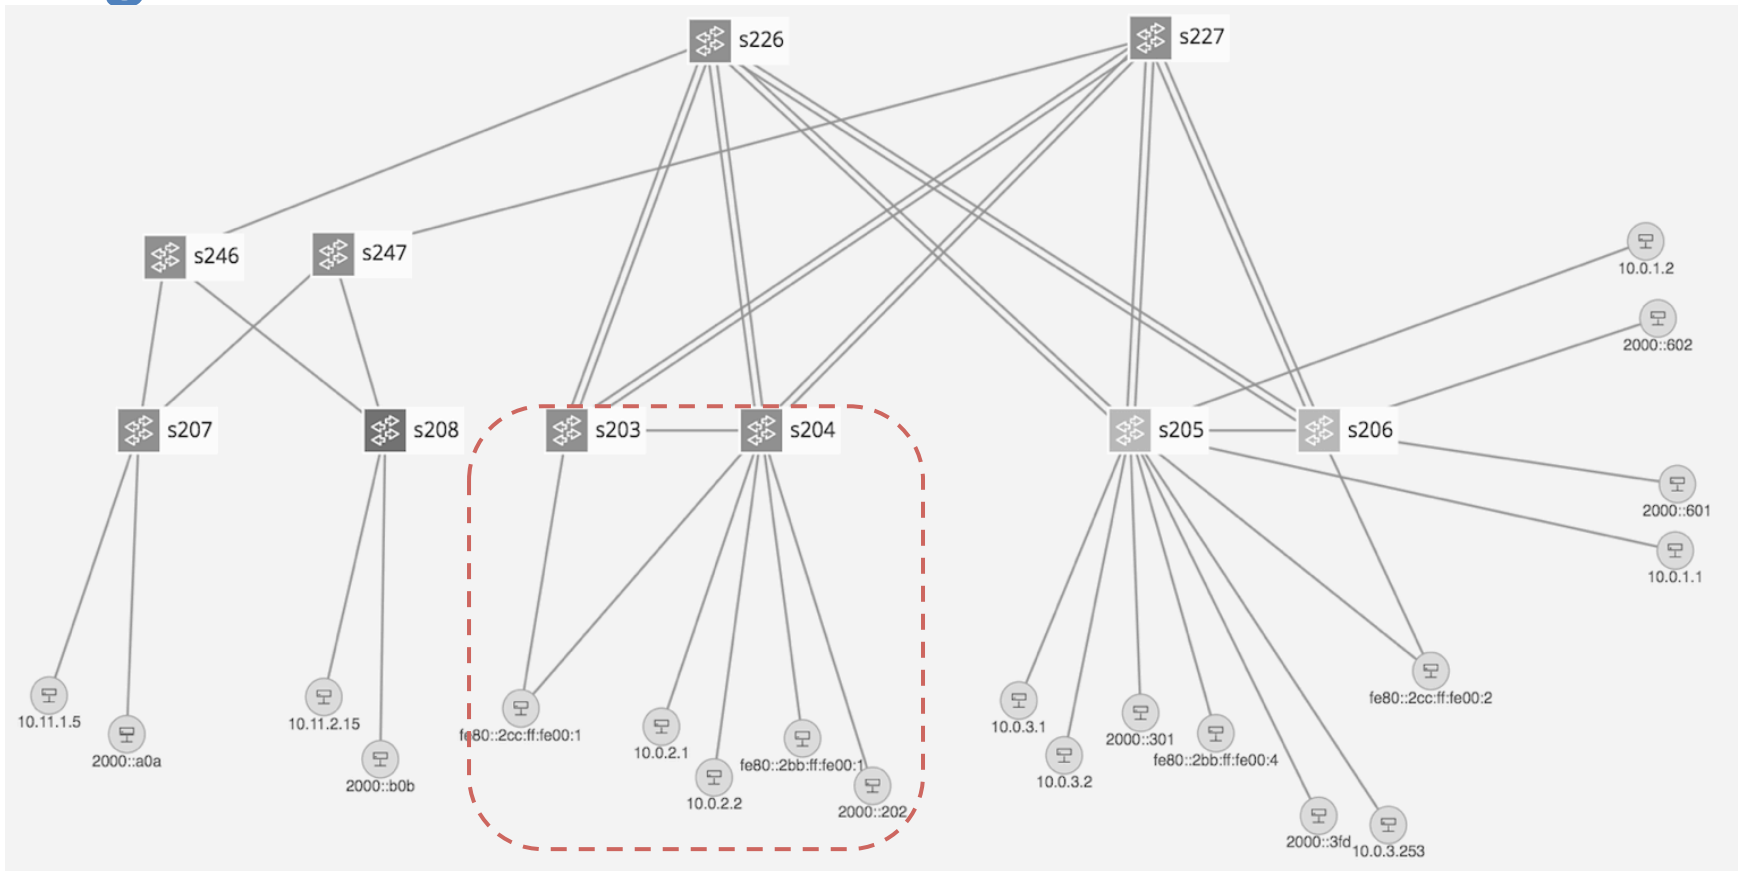 s226
s227
s246
s247
10.0.1.2
2000::602
s207
s208
s203
s204
s205
s206
2000::601
10.0.1.1
10.11.1.5
2000::a0a
10.11.2.15
2000::b0b
fe80::2cc:ff:fe00:1
10.0.2.1
10.0.2.2
fe80::2bb:ff:fe00:1
2000::202
10.0.3.1
10.0.3.2
2000::301
fe80::2bb:ff:fe00:4
fe80::2cc:ff:fe00:2
2000::3fd
10.0.3.253